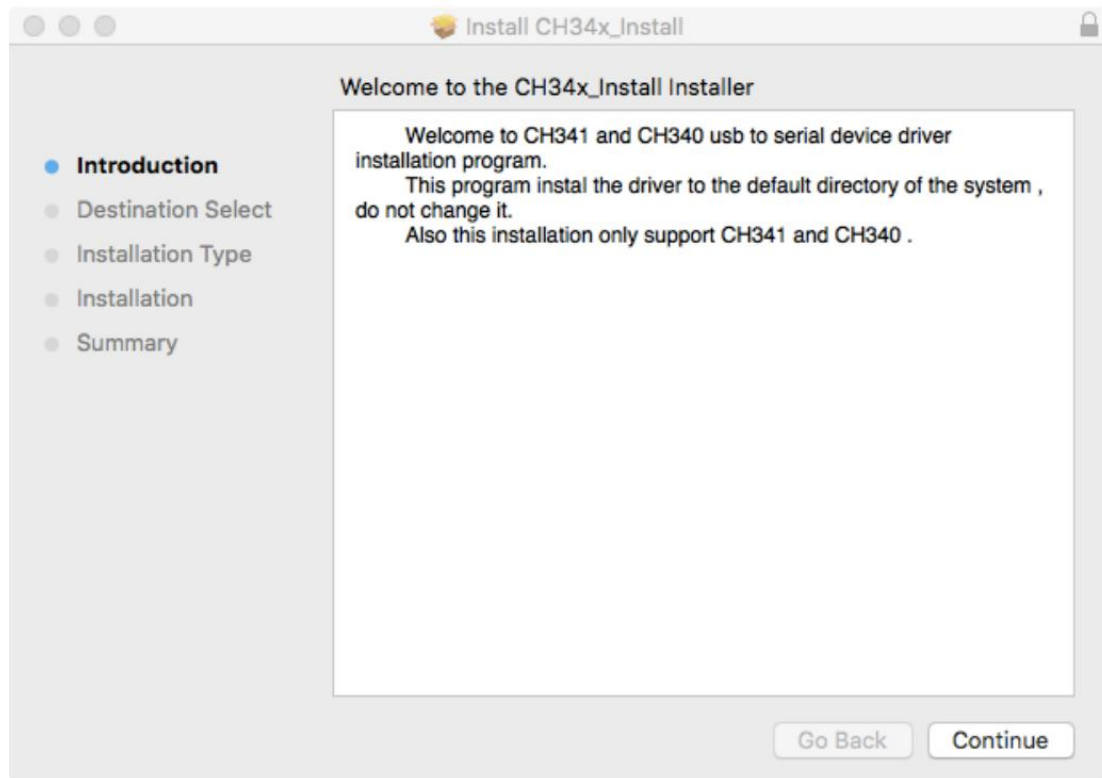 Install CH34x_Install
Welcome to the CH34x_Install Installer
Introduction
Destination Select
Installation Type
Installation
Summary
Welcome to CH341 and CH340 usb to serial device driver
installation program.
This program instal the driver to the default directory of the system ,
do not change it.
Also this installation only support CH341 and CH340 .
Go Back
Continue